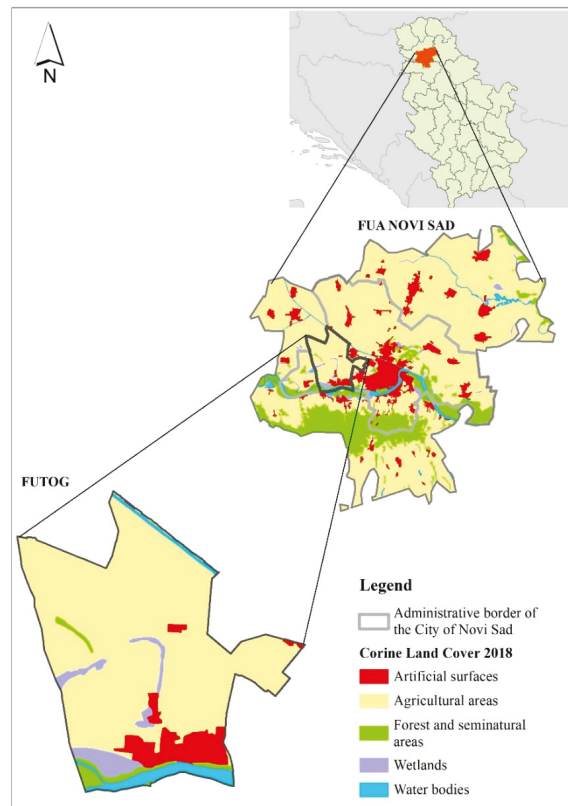 N
FUA NOVI SAD
FUTOG
Legend
Administrative border of
the City of Novi Sad
Corine Land Cover 2018
Artificial surfaces
Agricultural areas
Forest and seminatural
areas
Wetlands
Water bodies